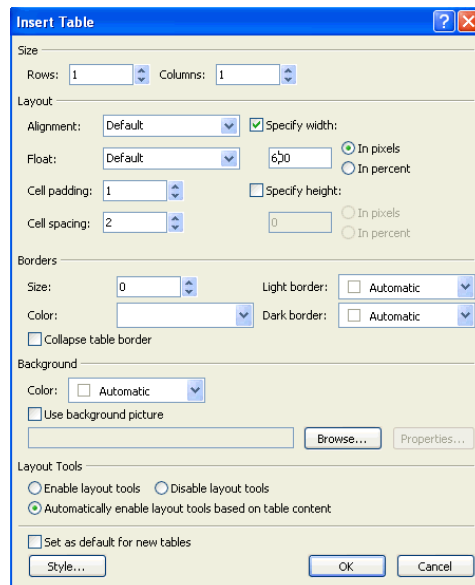 Insert Table
Size
Rows: 1 Columns: 1
Layout
Alignment: Default Specify width:
Float: Default 600 In pixels
In percent
Cell padding: 1 Specify height:
Cell spacing: 2 0 In pixels
In percent
Borders
Size: 0 Light border: Automatic
Color: Dark border: Automatic
Collapse table border
Background
Color: Automatic
Use background picture
Browse... Properties...
Layout Tools
Enable layout tools Disable layout tools
Automatically enable layout tools based on table content
Set as default for new tables
Style... OK Cancel